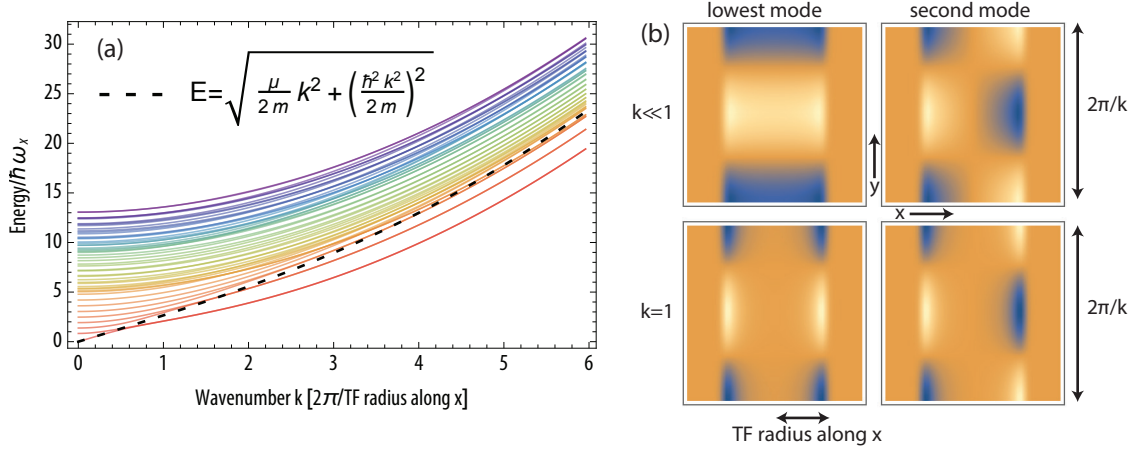 (a)
E=√(μ/2m k² + (ħ²k²/2m)²)
30
25
20
15
10
5
0
Energy/ħωₓ
0 1 2 3 4 5 6
Wavenumber k [2π/TF radius along x]
(b)
lowest mode second mode
k≪1
2π/k
y
x
k=1
2π/k
TF radius along x